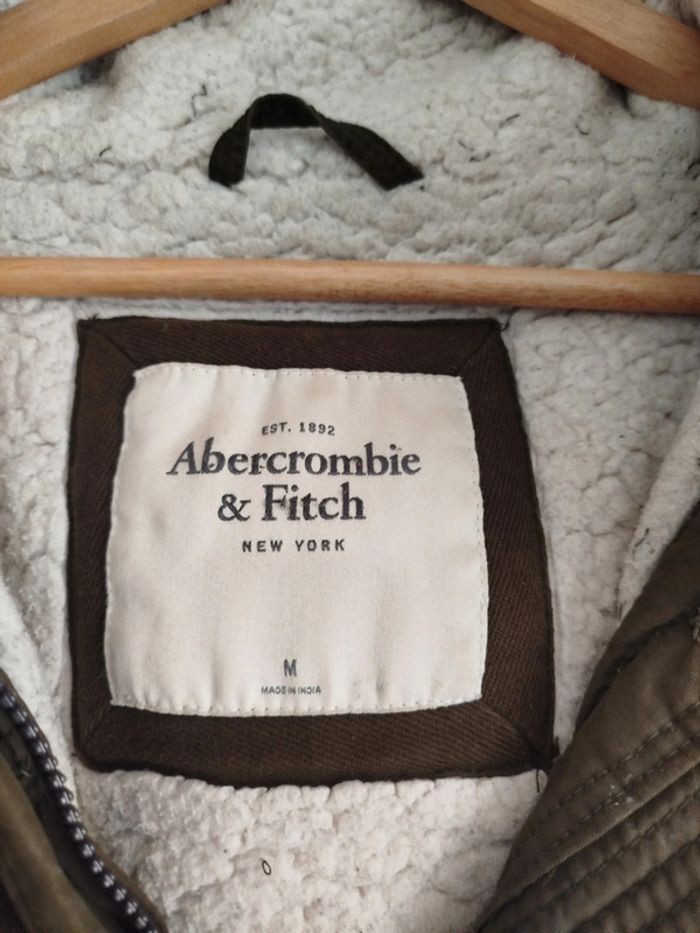 EST. 1892
Abercrombie
& Fitch
NEW YORK
M
MADE IN INDIA